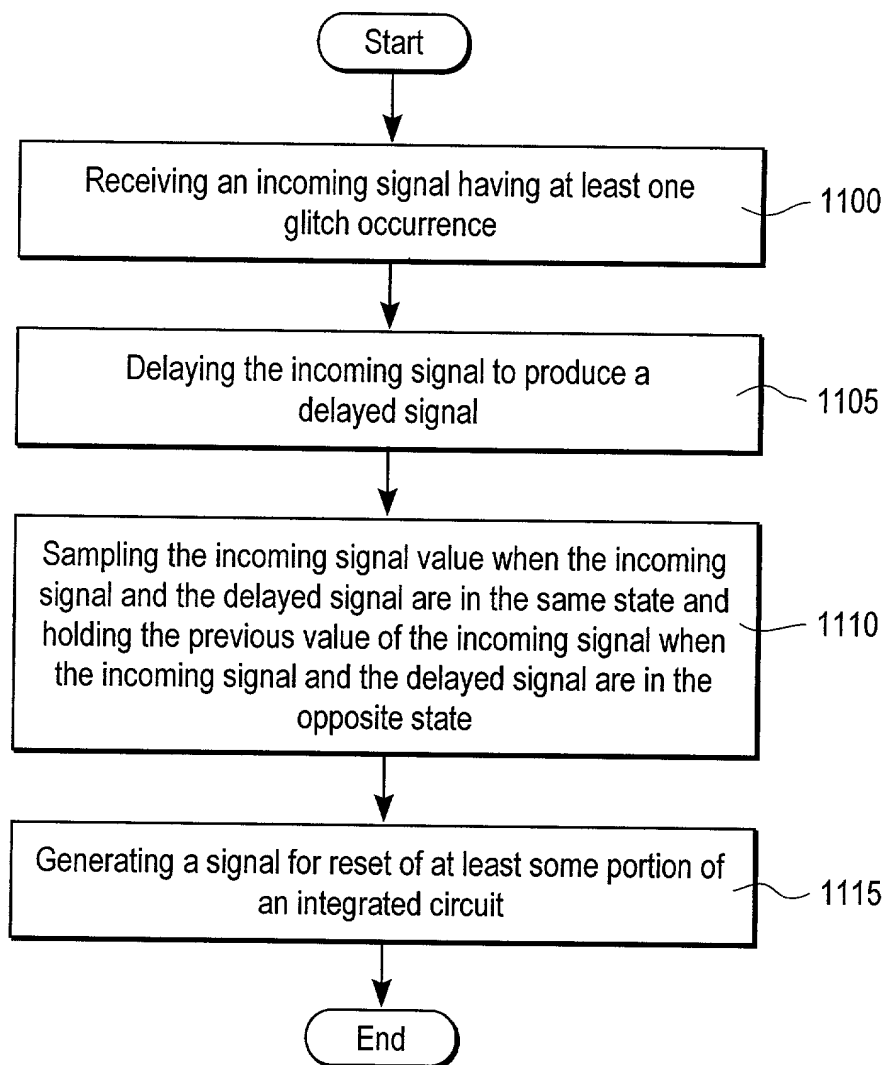 Start
Receiving an incoming signal having at least one
glitch occurrence
1100
Delaying the incoming signal to produce a
delayed signal
1105
Sampling the incoming signal value when the incoming
signal and the delayed signal are in the same state and
holding the previous value of the incoming signal when
the incoming signal and the delayed signal are in the
opposite state
1110
Generating a signal for reset of at least some portion of
an integrated circuit
1115
End